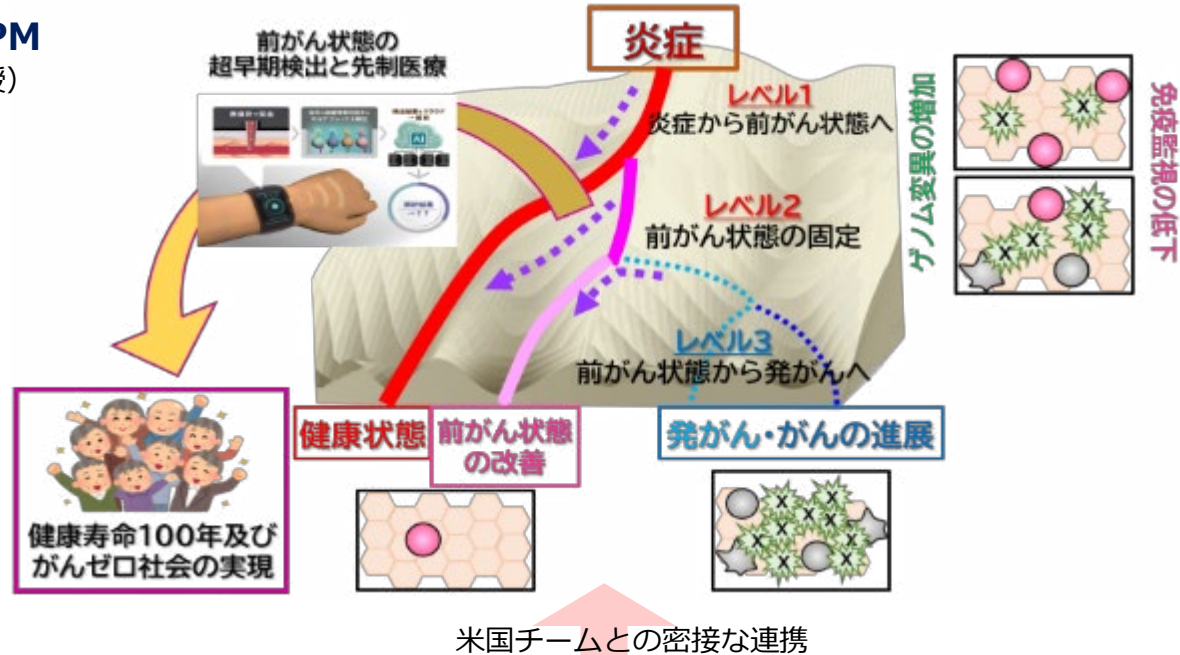 PM
前がん状態の
超早期検出と先制医療
炎症
レベル1
炎症から前がん状態へ
レベル2
前がん状態の固定
レベル3
前がん状態から発がんへ
ゲノム変異の増加
免疫監視の低下
X
X
X
X
X
X
健康状態
前がん状態
の改善
発がん・がんの進展
AI
健康寿命100年及び
がんゼロ社会の実現
X
X
X
X
X
X
X
X
米国チームとの密接な連携